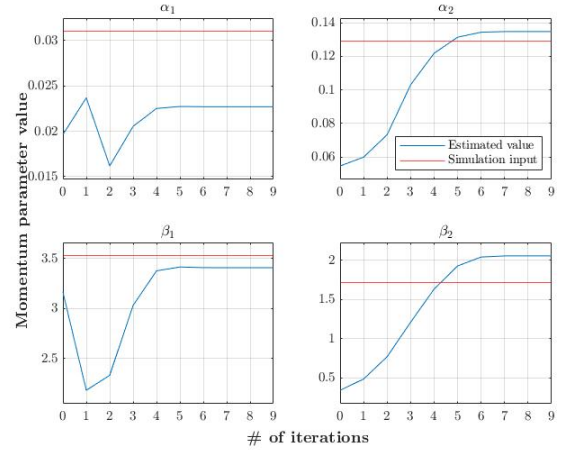 α₁
α₂
0.03
0.025
0.02
0.015
0 1 2 3 4 5 6 7 8 9
0.14
0.12
0.1
0.08
0.06
Estimated value
Simulation input
0 1 2 3 4 5 6 7 8 9
Momentum parameter value
β₁
β₂
3.5
3
2.5
0 1 2 3 4 5 6 7 8 9
2
1.5
1
0.5
0 1 2 3 4 5 6 7 8 9
# of iterations